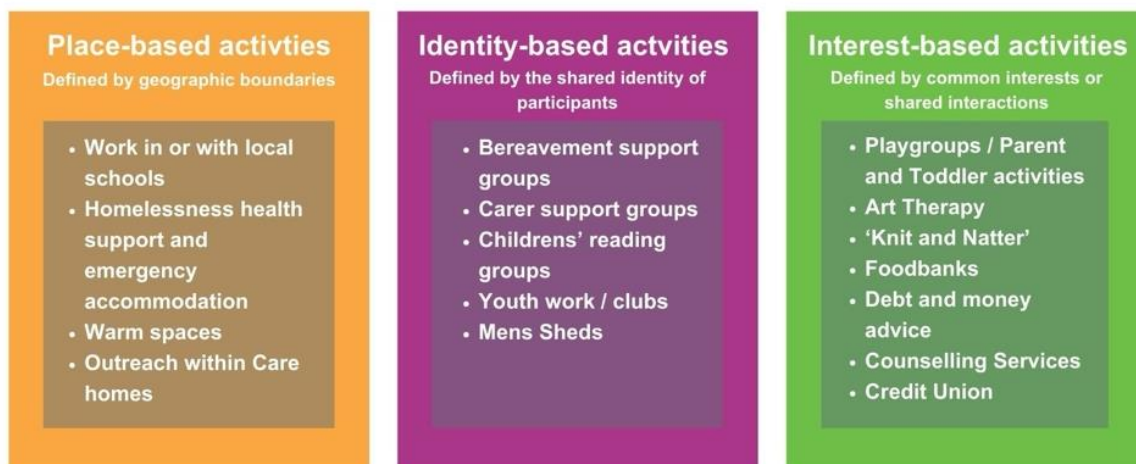 Place-based activties
Defined by geographic boundaries
• Work in or with local
schools
• Homelessness health
support and
emergency
accommodation
• Warm spaces
• Outreach within Care
homes
Identity-based actvities
Defined by the shared identity of
participants
• Bereavement support
groups
• Carer support groups
• Childrens’ reading
groups
• Youth work / clubs
• Mens Sheds
Interest-based activities
Defined by common interests or
shared interactions
• Playgroups / Parent
and Toddler activities
• Art Therapy
• ‘Knit and Natter’
• Foodbanks
• Debt and money
advice
• Counselling Services
• Credit Union